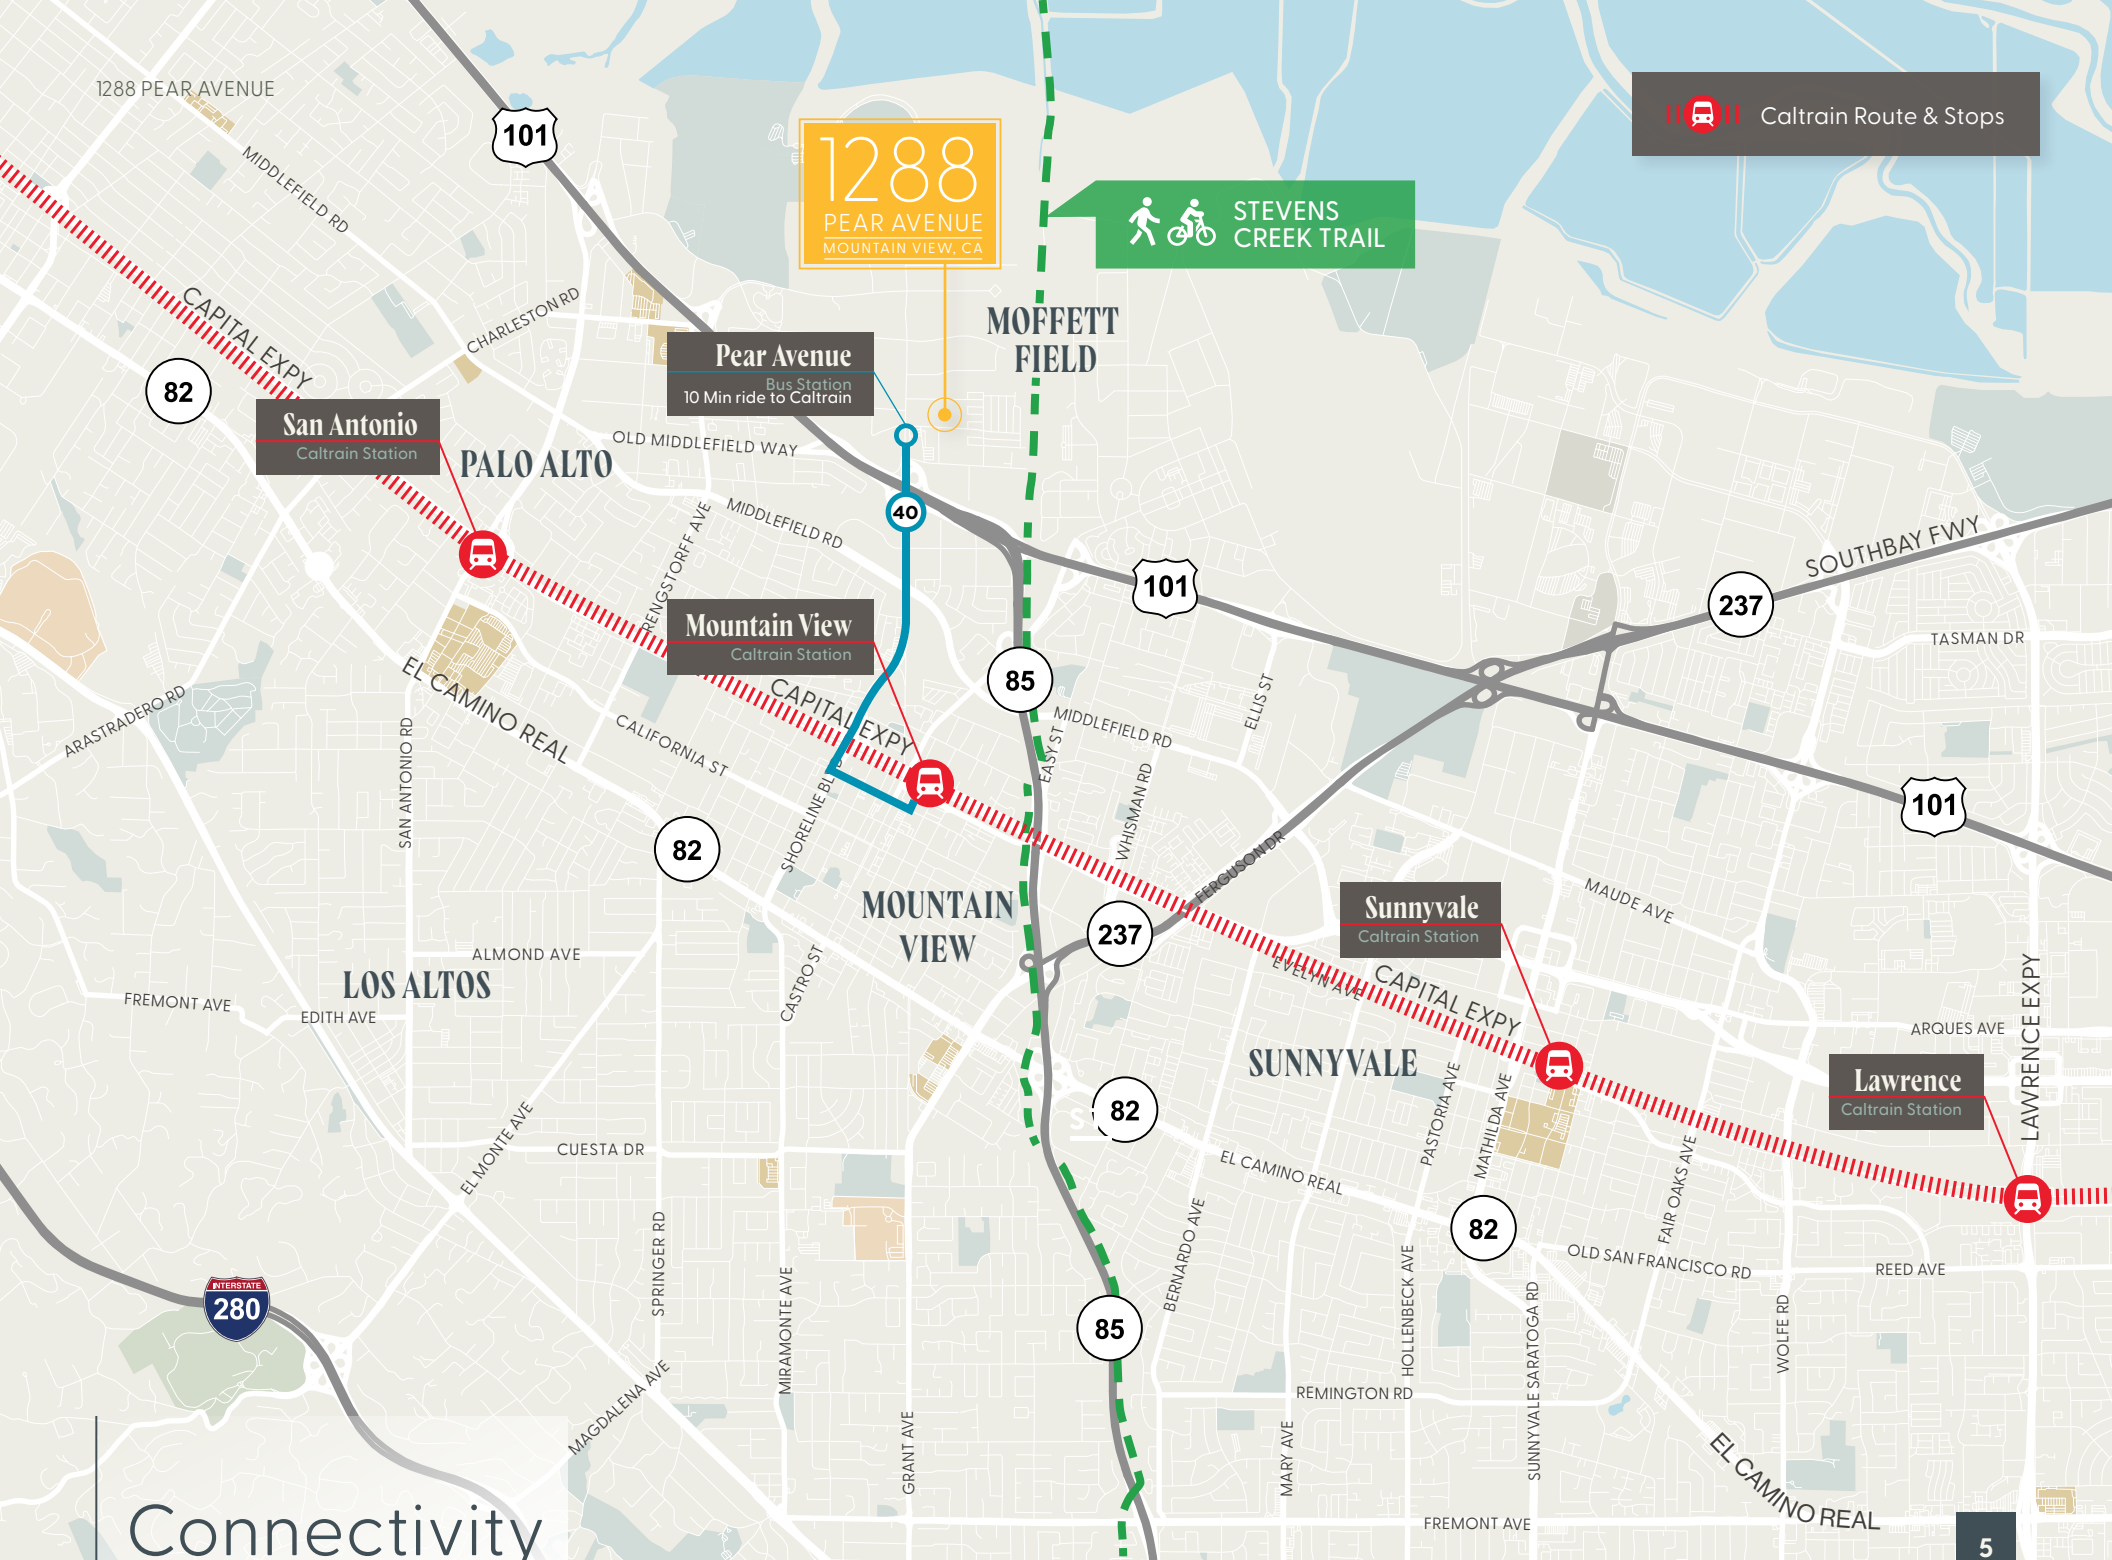 1288 PEAR AVENUE
Caltrain Route & Stops
101
1288
PEAR AVENUE
MOUNTAIN VIEW, CA
STEVENS
CREEK TRAIL
MIDDLEFIELD RD
CAPITAL EXPY
CHARLESTON RD
MOFFETT
FIELD
Pear Avenue
Bus Station
10 Min ride to Caltrain
82
San Antonio
Caltrain Station
PALO ALTO
OLD MIDDLEFIELD WAY
MIDDLEFIELD RD
RENGSTORFF AVE
40
101
SOUTHBAY FWY
237
TASMAN DR
Mountain View
Caltrain Station
85
CAPITAL EXPY
EL CAMINO REAL
ARASTRADERO RD
SAN ANTONIO RD
CALIFORNIA ST
MIDDLEFIELD RD
EASY ST
ELLIS ST
WHISMAN RD
SHORELINE BLVD
101
82
FERGUSON DR
MAUDE AVE
MOUNTAIN
VIEW
237
Sunnyvale
Caltrain Station
EVELYN AVE
CAPITAL EXPY
ALMOND AVE
LOS ALTOS
FREMONT AVE
EDITH AVE
CASTRO ST
LAWRENCE EXPY
ARQUES AVE
SUNNYVALE
Lawrence
Caltrain Station
S
82
PASTORIA AVE
MATHILDA AVE
EL MONTE AVE
CUESTA DR
EL CAMINO REAL
FAIR OAKS AVE
82
OLD SAN FRANCISCO RD
REED AVE
SPRINGER RD
MIRAMONTE AVE
BERNARDO AVE
HOLLENBECK AVE
SUNNYVALE SARATOGA RD
WOLFE RD
INTERSTATE
280
85
MAGDALENA AVE
REMINGTON RD
GRANT AVE
MARY AVE
EL CAMINO REAL
FREMONT AVE
Connectivity
5